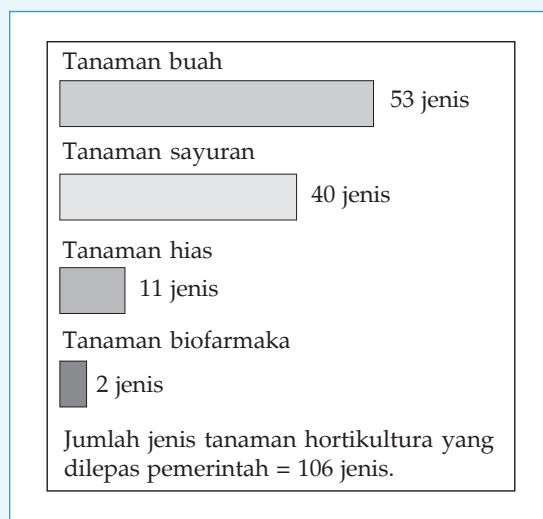 Tanaman buah
53 jenis
Tanaman sayuran
40 jenis
Tanaman hias
11 jenis
Tanaman biofarmaka
2 jenis
Jumlah jenis tanaman hortikultura yang
dilepas pemerintah = 106 jenis.